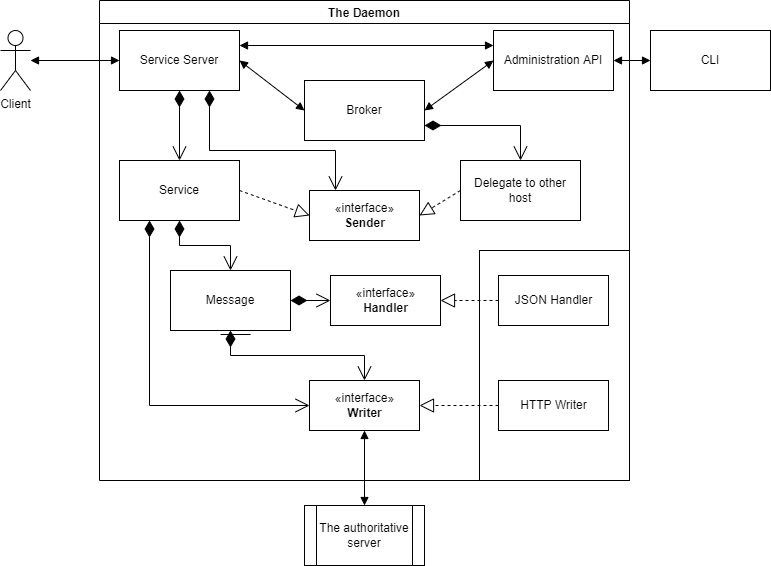 The Daemon
Service Server
Administration API
CLI
Client
Broker
Service
Delegate to other
host
«interface»
Sender
Message
«interface»
Handler
JSON Handler
«interface»
Writer
HTTP Writer
The authoritative
server